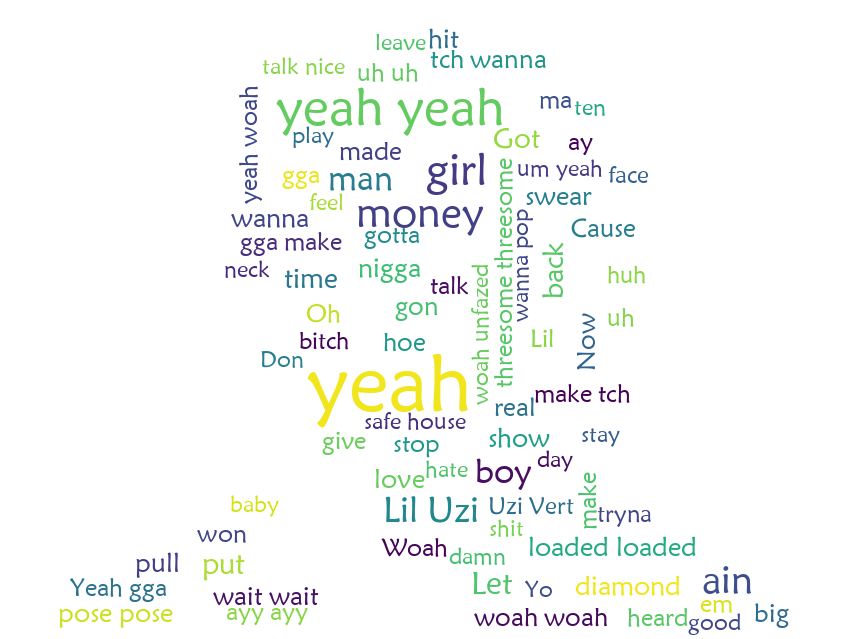 leave
hit
talk nice
uh uh
tch wanna
yeah woah
yeah yeah
ma
ten
play
made
Got
ay
gga
man
girl
um yeah
face
feel
threesome threesome
swear
wanna
money
wanna pop
Cause
gga make
gotta
back
neck
time
nigga
talk
woah unfazed
huh
Oh
gon
uh
bitch
hoe
Lil
Now
Don
yeah
make tch
safe house
real
give
stop
show
stay
love
hate
boy
day
make
baby
Lil Uzi
Uzi Vert
tryna
won
shit
Woah
damn
loaded loaded
pull
put
Yeah gga
wait wait
Let
Yo
diamond
ain
pose pose
ayy ayy
woah woah
heard
em
good
big